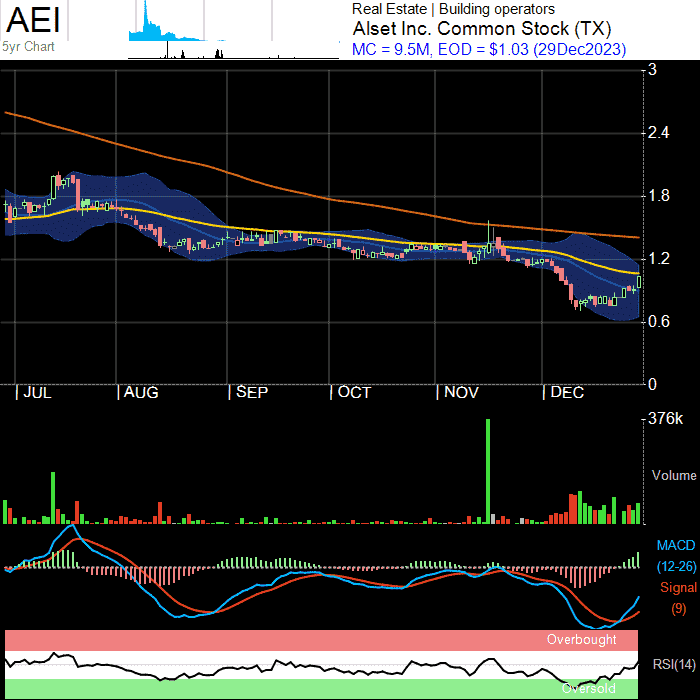 AEI
5yr Chart
Real Estate | Building operators
Alset Inc. Common Stock (TX)
MC = 9.5M, EOD = $1.03 (29Dec2023)
3
2.4
1.8
1.2
0.6
0
| JUL | AUG | SEP | OCT | NOV | DEC
376k
Volume
MACD
(12-26)
Signal
(9)
Overbought
RSI(14)
Oversold